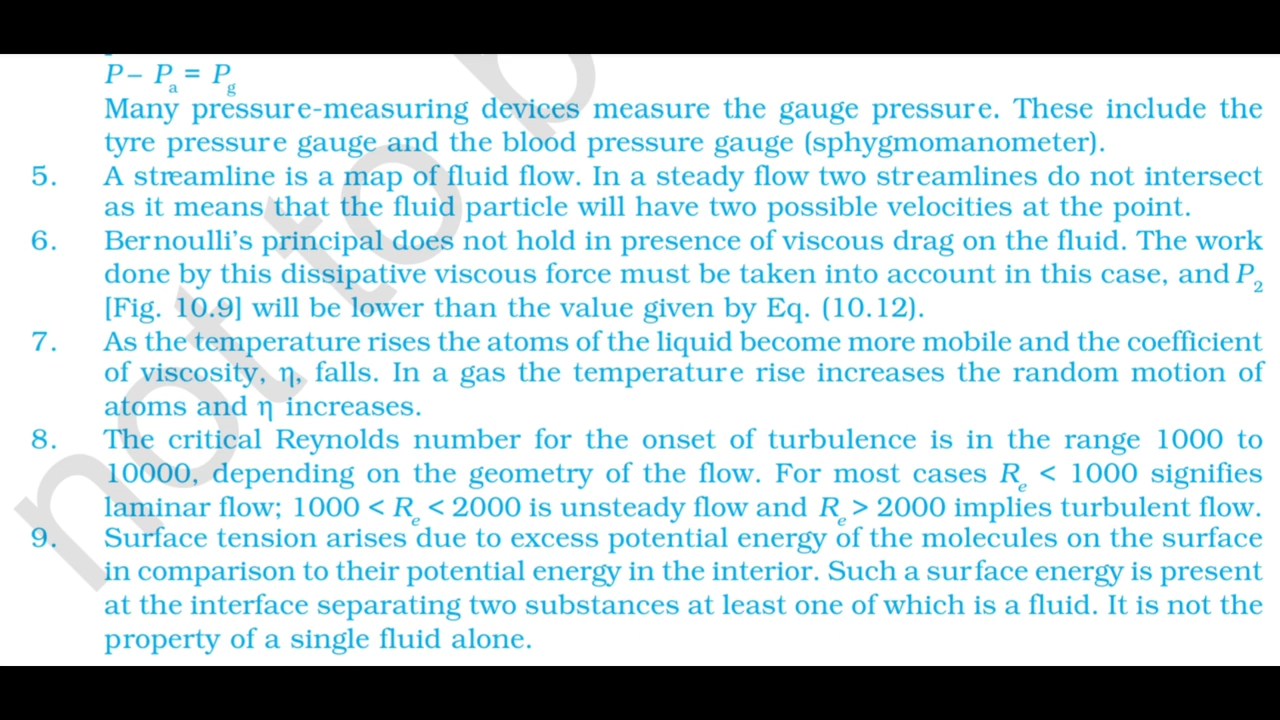 P – Pa = Pg
Many pressure-measuring devices measure the gauge pressure. These include the
tyre pressure gauge and the blood pressure gauge (sphygmomanometer).
5. A streamline is a map of fluid flow. In a steady flow two streamlines do not intersect
as it means that the fluid particle will have two possible velocities at the point.
6. Bernoulli's principal does not hold in presence of viscous drag on the fluid. The work
done by this dissipative viscous force must be taken into account in this case, and P2
[Fig. 10.9] will be lower than the value given by Eq. (10.12).
7. As the temperature rises the atoms of the liquid become more mobile and the coefficient
of viscosity, η, falls. In a gas the temperature rise increases the random motion of
atoms and η increases.
8. The critical Reynolds number for the onset of turbulence is in the range 1000 to
10000, depending on the geometry of the flow. For most cases Re < 1000 signifies
laminar flow; 1000 < Re < 2000 is unsteady flow and Re > 2000 implies turbulent flow.
9. Surface tension arises due to excess potential energy of the molecules on the surface
in comparison to their potential energy in the interior. Such a surface energy is present
at the interface separating two substances at least one of which is a fluid. It is not the
property of a single fluid alone.
not to b